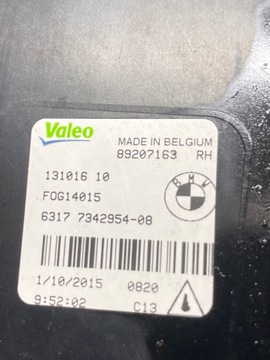 Valeo
MADE IN BELGIUM
89207163 RH
131016 10
FOG14015
BMW
6317 7342954-08
1/10/2015 0820
9:52:02 C13